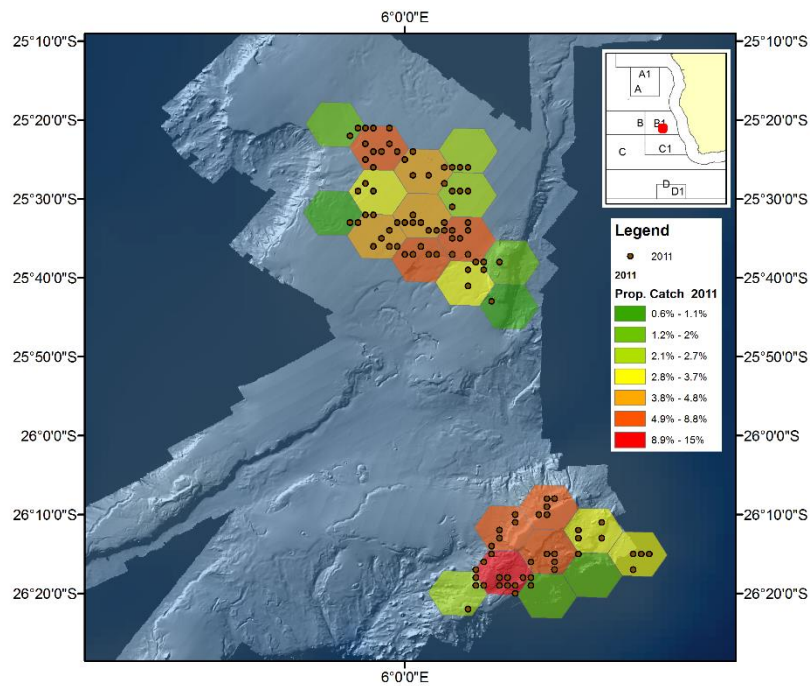 6°0'0"E
25°10'0"S
25°10'0"S
25°20'0"S
25°20'0"S
25°30'0"S
25°30'0"S
25°40'0"S
25°40'0"S
25°50'0"S
25°50'0"S
26°0'0"S
26°0'0"S
26°10'0"S
26°10'0"S
26°20'0"S
26°20'0"S
6°0'0"E
A1
A
B B1
C C1
D
D1
Legend
2011
2011
Prop. Catch 2011
0.6% - 1.1%
1.2% - 2%
2.1% - 2.7%
2.8% - 3.7%
3.8% - 4.8%
4.9% - 8.8%
8.9% - 15%